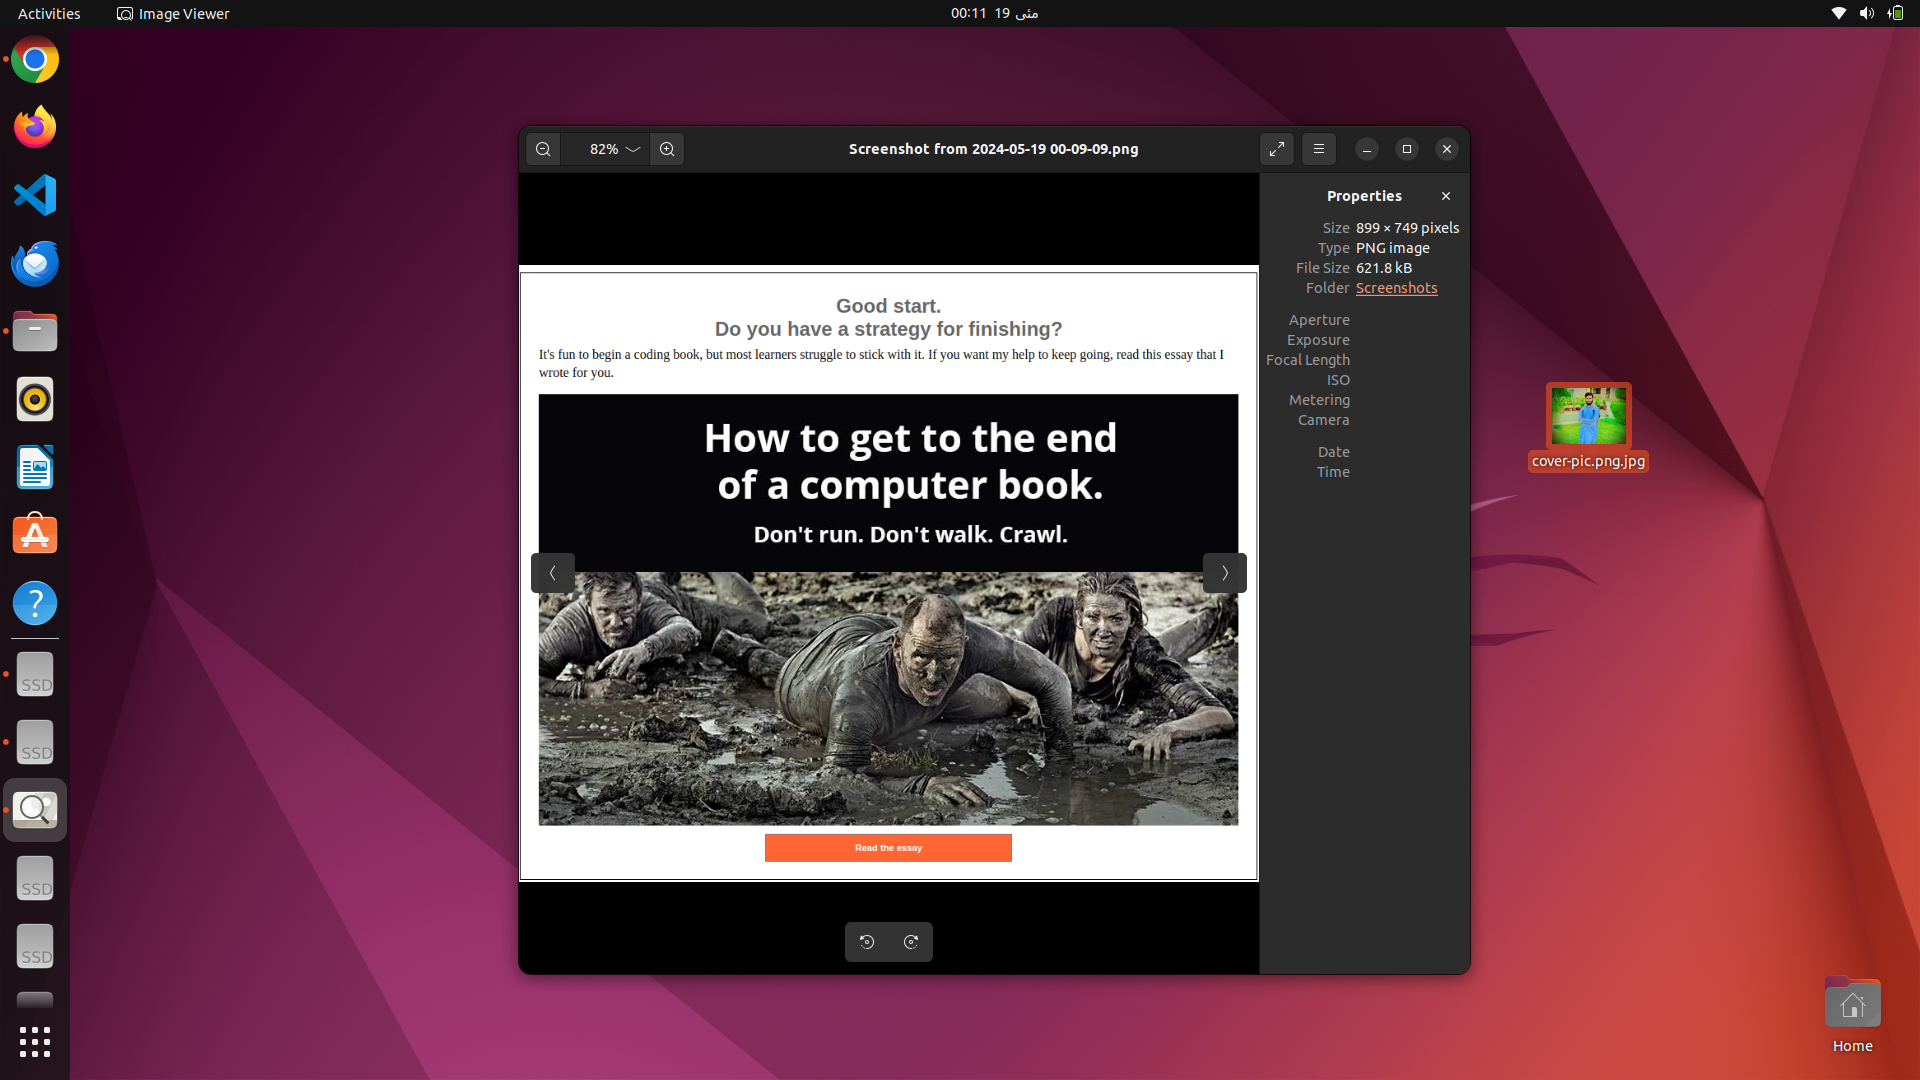 Activities
Image Viewer
00:11  19 مئی
82%
Screenshot from 2024-05-19 00-09-09.png
Properties
Size 899 × 749 pixels
Type PNG image
File Size 621.8 kB
Folder Screenshots
Aperture
Exposure
Focal Length
ISO
Metering
Camera
Date
Time
Good start.
Do you have a strategy for finishing?
It's fun to begin a coding book, but most learners struggle to stick with it. If you want my help to keep going, read this essay that I
wrote for you.
How to get to the end
of a computer book.
Don't run. Don't walk. Crawl.
Read the essay
cover-pic.png.jpg
Home
SSD
SSD
SSD
SSD